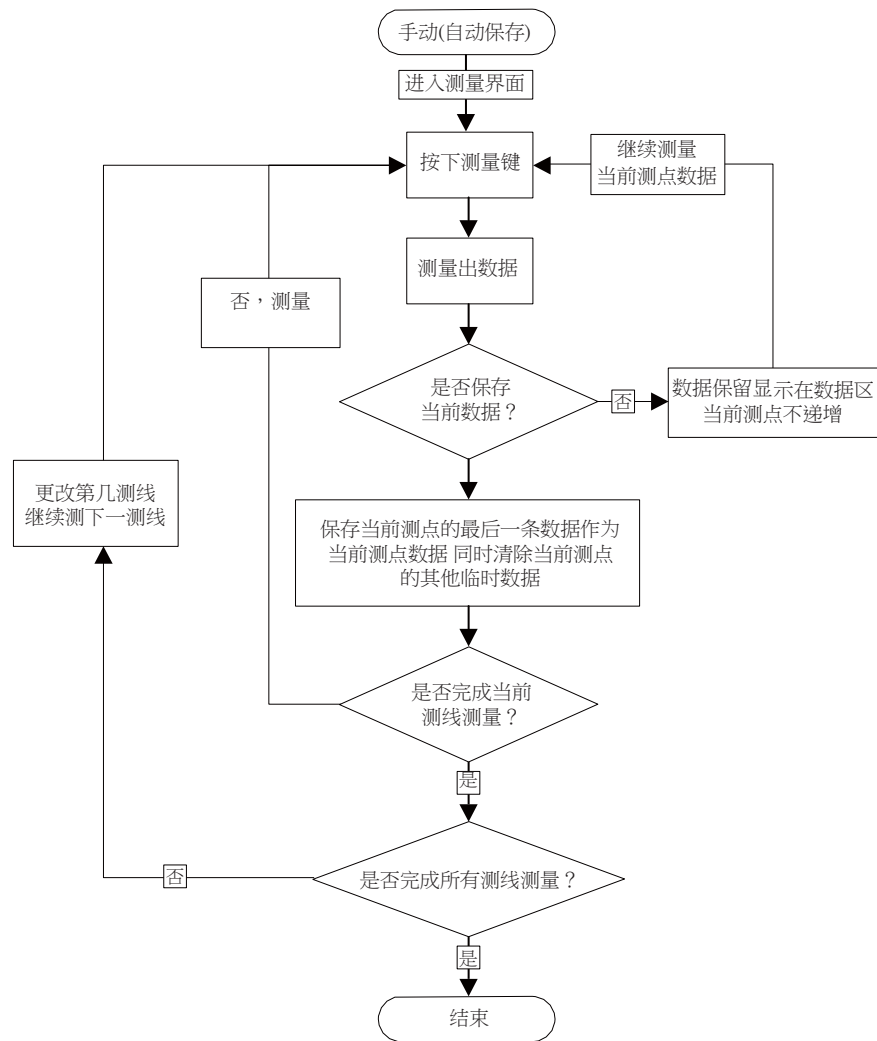 手动(自动保存)
进入测量界面
按下测量键
继续测量
当前测点数据
测量出数据
否，测量
是否保存
当前数据？
否
数据保留显示在数据区
当前测点不递增
更改第几测线
继续测下一测线
保存当前测点的最后一条数据作为
当前测点数据 同时清除当前测点
的其他临时数据
是否完成当前
测线测量？
是
否
是否完成所有测线测量？
是
结束